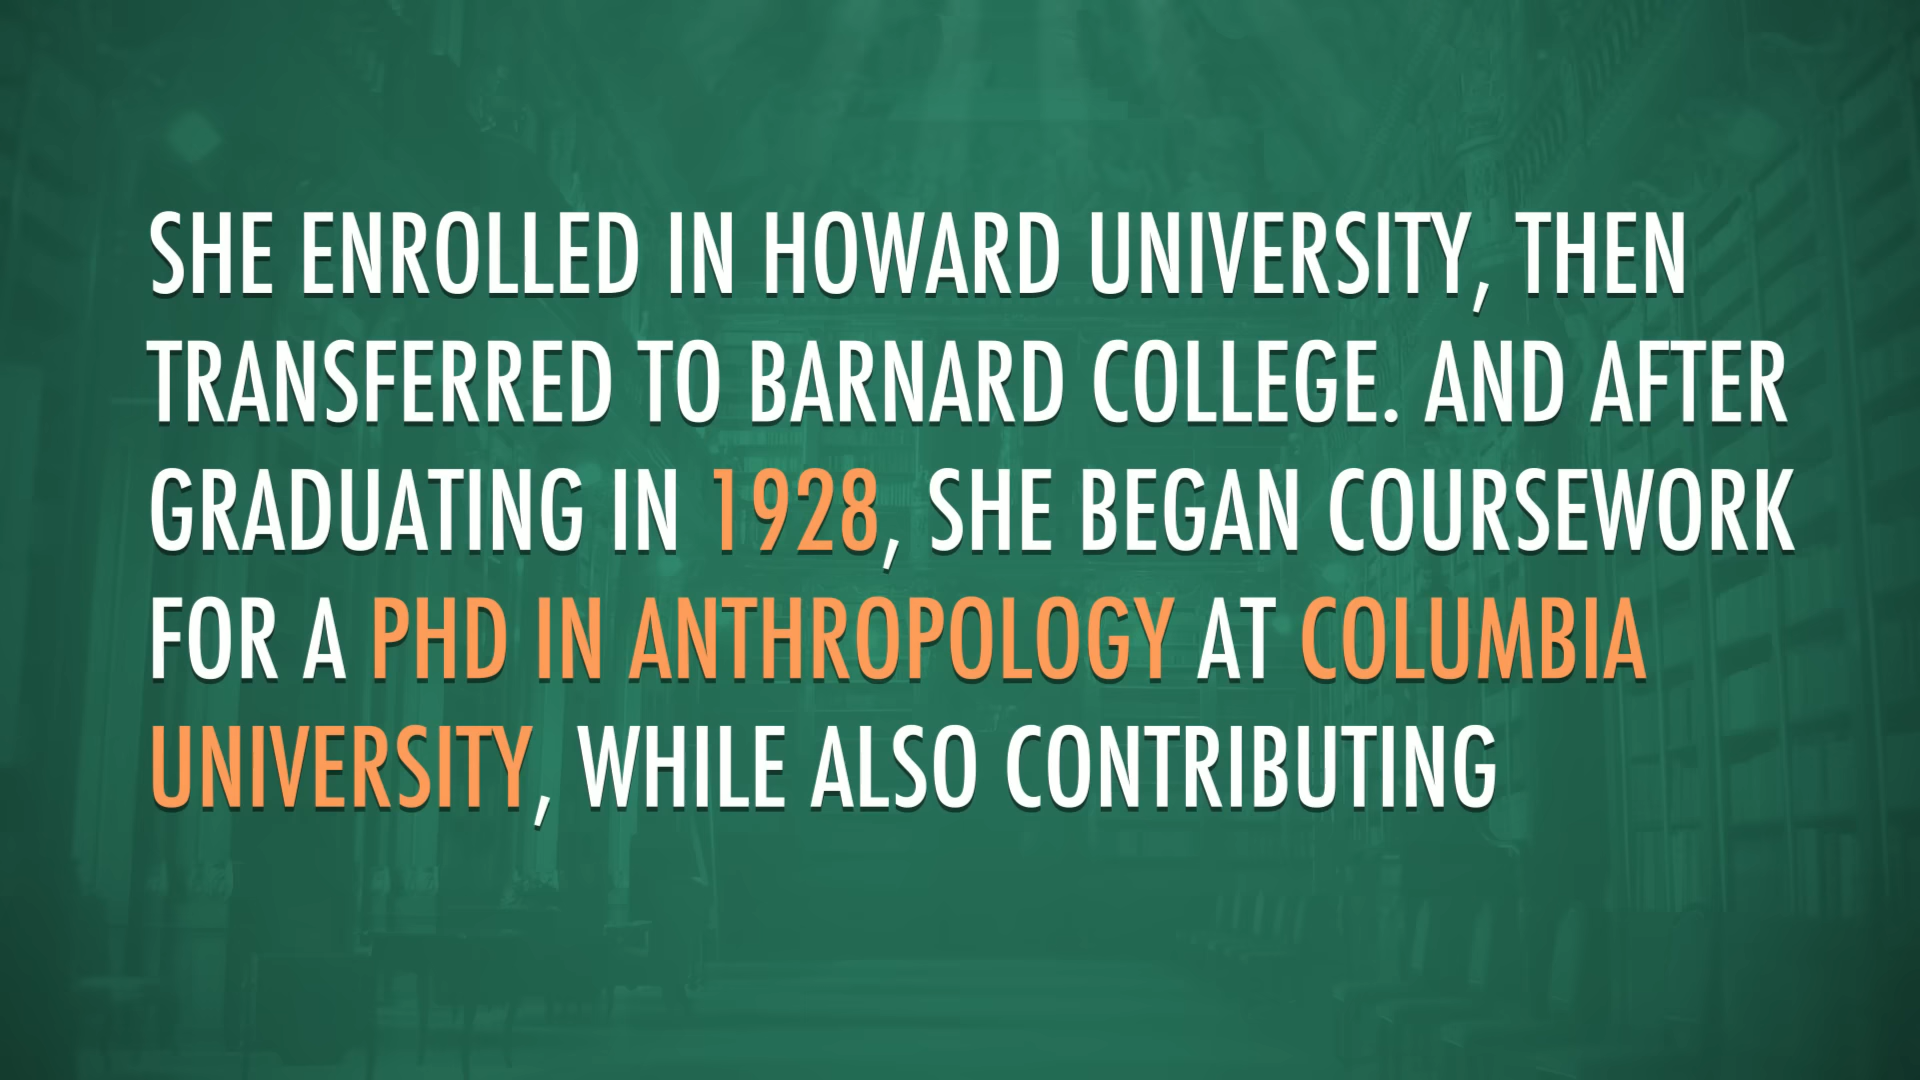 SHE ENROLLED IN HOWARD UNIVERSITY, THEN
TRANSFERRED TO BARNARD COLLEGE. AND AFTER
GRADUATING IN 1928, SHE BEGAN COURSEWORK
FOR A PHD IN ANTHROPOLOGY AT COLUMBIA
UNIVERSITY, WHILE ALSO CONTRIBUTING